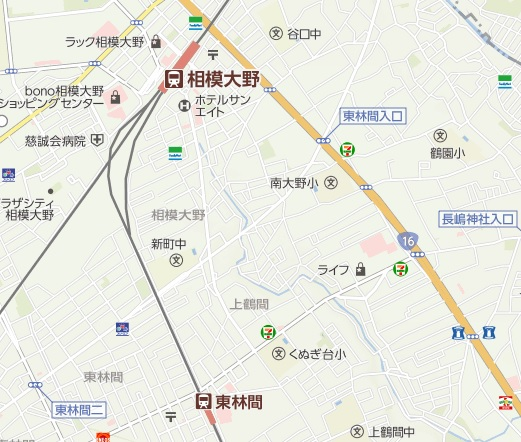 谷口中
ラック相模大野
相模大野
bono相模大野
ショッピングセンター
ホテルサン
エイト
東林間入口
慈誠会病院
鶴園小
南大野小
ラザシティ
相模大野
相模大野
長嶋神社入口
16
新町中
ライフ
上鶴間
くぬぎ台小
東林間
東林間
東林間二
上鶴間中